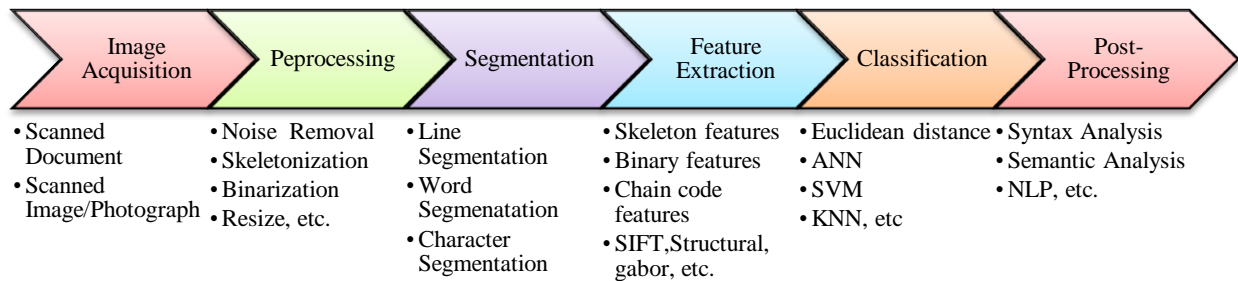 Image
Acquisition
Peprocessing
Segmentation
Feature
Extraction
Classification
Post-
Processing
• Scanned
Document
• Scanned
Image/Photograph
• Noise Removal
• Skeletonization
• Binarization
• Resize, etc.
• Line
Segmentation
• Word
Segmenatation
• Character
Segmentation
• Skeleton features
• Binary features
• Chain code
features
• SIFT,Structural,
gabor, etc.
• Euclidean distance
• ANN
• SVM
• KNN, etc
• Syntax Analysis
• Semantic Analysis
• NLP, etc.